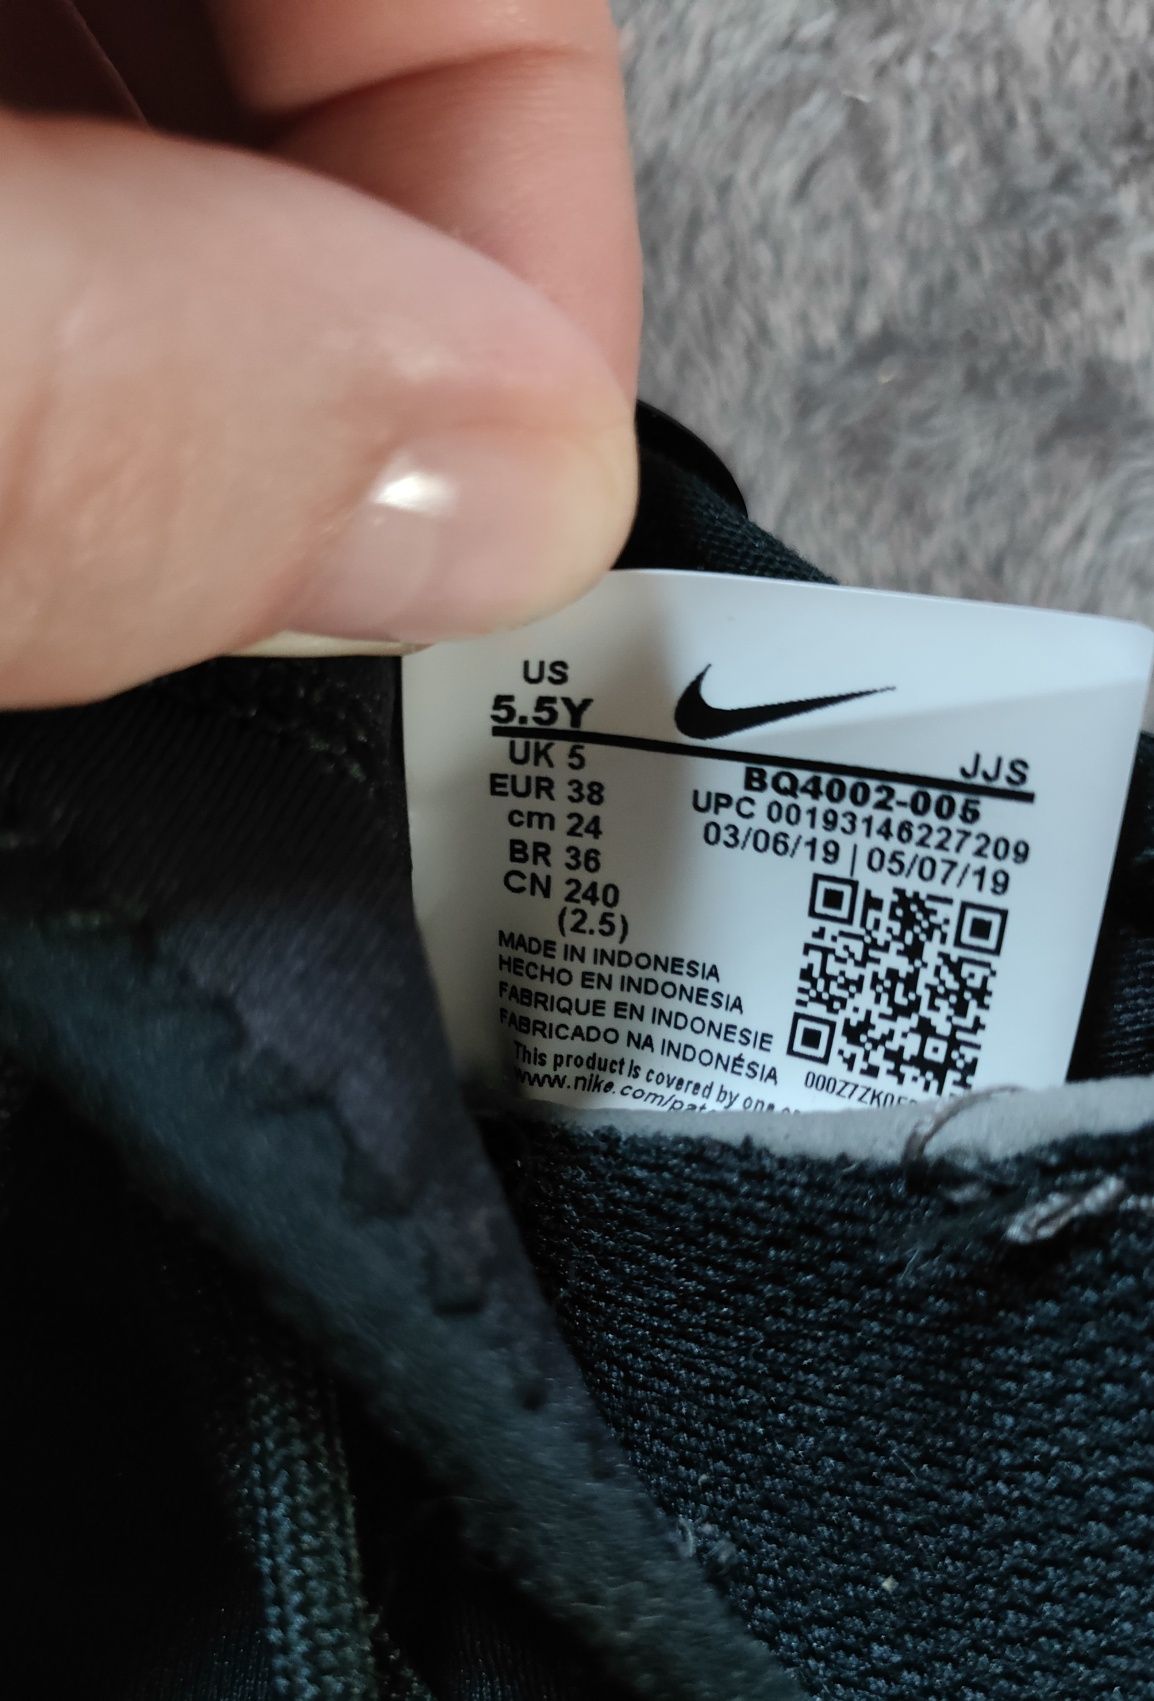 US
5.5Y
UK 5
EUR 38
cm 24
BR 36
CN 240
(2.5)
JJS
BQ4002-005
UPC 00193146227209
03/06/19 | 05/07/19
MADE IN INDONESIA
HECHO EN INDONESIA
FABRIQUE EN INDONESIE
FABRICADO NA INDONÉSIA
This product is covered by one
www.nike.com/pate
000Z7ZK0